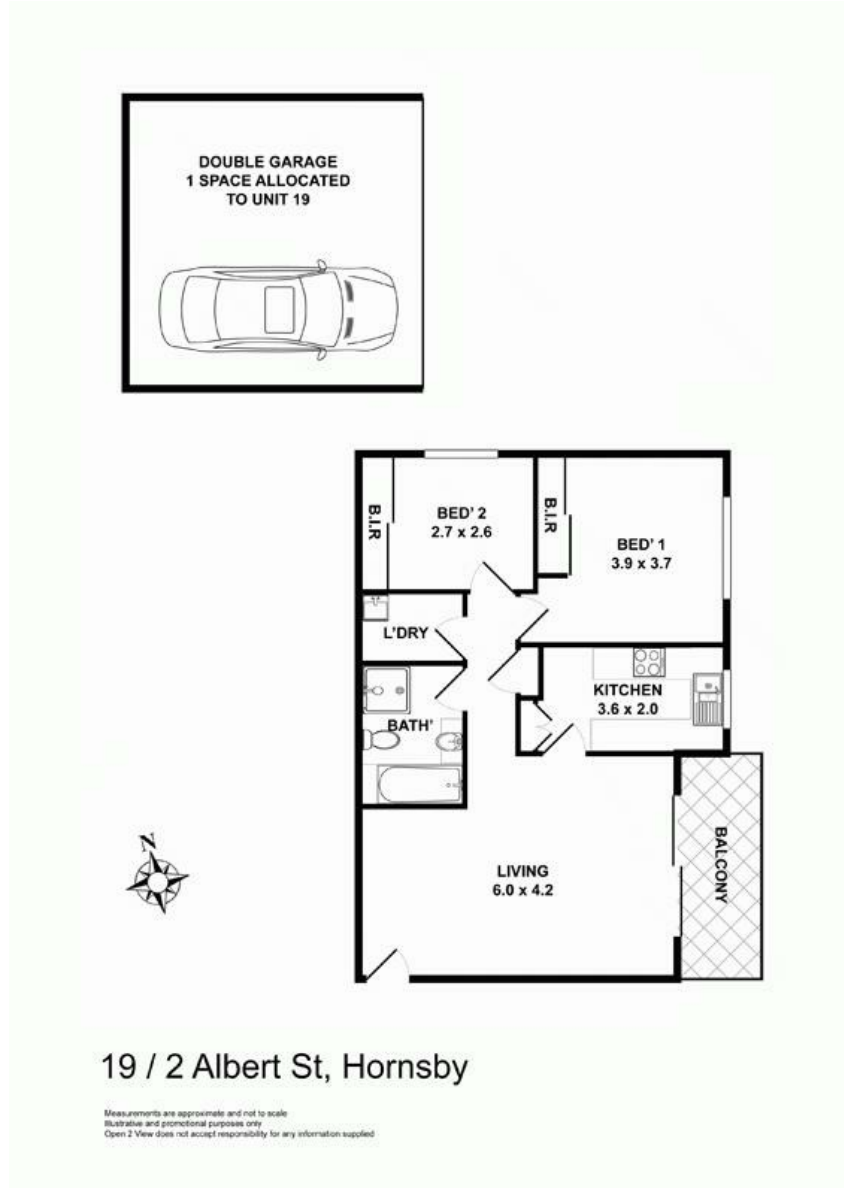 DOUBLE GARAGE
1 SPACE ALLOCATED
TO UNIT 19
B.I.R
BED' 2
2.7 x 2.6
B.I.R
BED' 1
3.9 x 3.7
L'DRY
KITCHEN
3.6 x 2.0
BATH'
BALCONY
LIVING
6.0 x 4.2
N
19 / 2 Albert St, Hornsby
Measurements are approximate and not to scale
Illustrative and promotional purposes only
Open 2 View does not accept responsibility for any information supplied